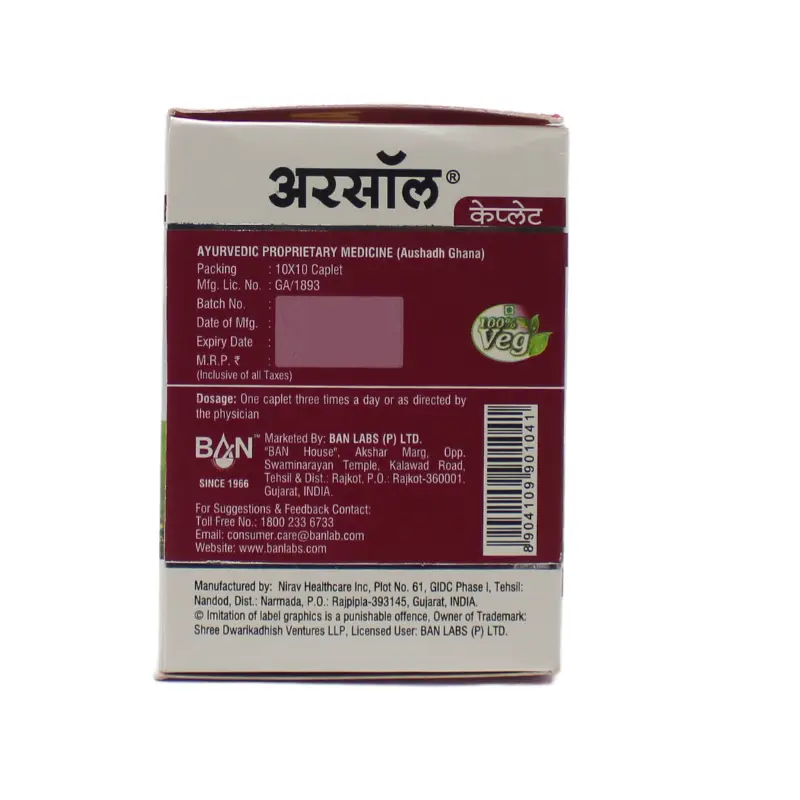 अरसॉल®
केप्लेट
AYURVEDIC PROPRIETARY MEDICINE (Aushadh Ghana)
Packing : 10X10 Caplet
Mfg. Lic. No. : GA/1893
Batch No. :
Date of Mfg. :
Expiry Date :
M.R.P. ₹ :
(Inclusive of all Taxes)
100%
Veg
Dosage: One caplet three times a day or as directed by
the physician
BAN™
SINCE 1966
Marketed By: BAN LABS (P) LTD.
"BAN House", Akshar Marg, Opp.
Swaminarayan Temple, Kalawad Road,
Tehsil & Dist.: Rajkot, P.O.: Rajkot-360001.
Gujarat, INDIA.
For Suggestions & Feedback Contact:
Toll Free No.: 1800 233 6733
Email: consumer.care@banlab.com
Website: www.banlabs.com
8 904109 901041
Manufactured by: Nirav Healthcare Inc, Plot No. 61, GIDC Phase I, Tehsil:
Nandod, Dist.: Narmada, P.O.: Rajpipla-393145, Gujarat, INDIA.
© Imitation of label graphics is a punishable offence, Owner of Trademark:
Shree Dwarikadhish Ventures LLP, Licensed User: BAN LABS (P) LTD.